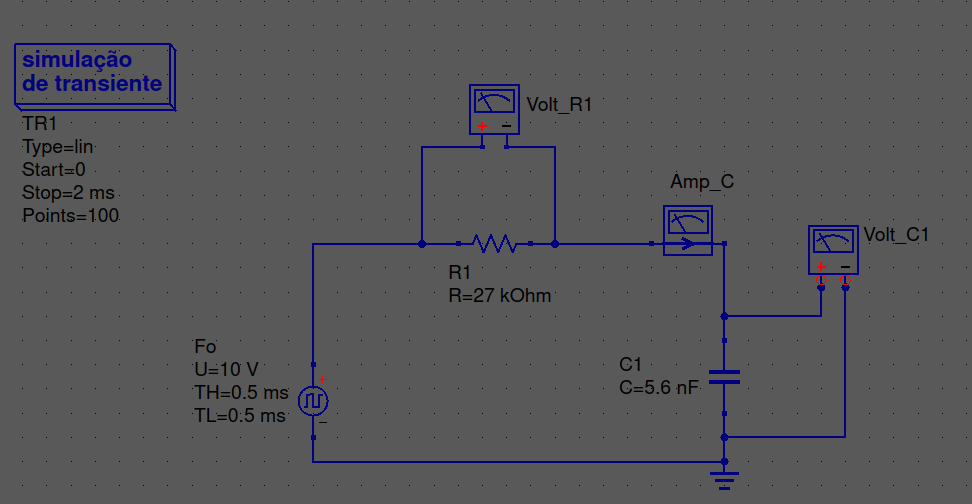 simulação
de transiente
TR1
Type=lin
Start=0
Stop=2 ms
Points=100
Volt_R1
+ −
Amp_C
Volt_C1
+ −
R1
R=27 kOhm
Fo
U=10 V
TH=0.5 ms
TL=0.5 ms
+
−
C1
C=5.6 nF